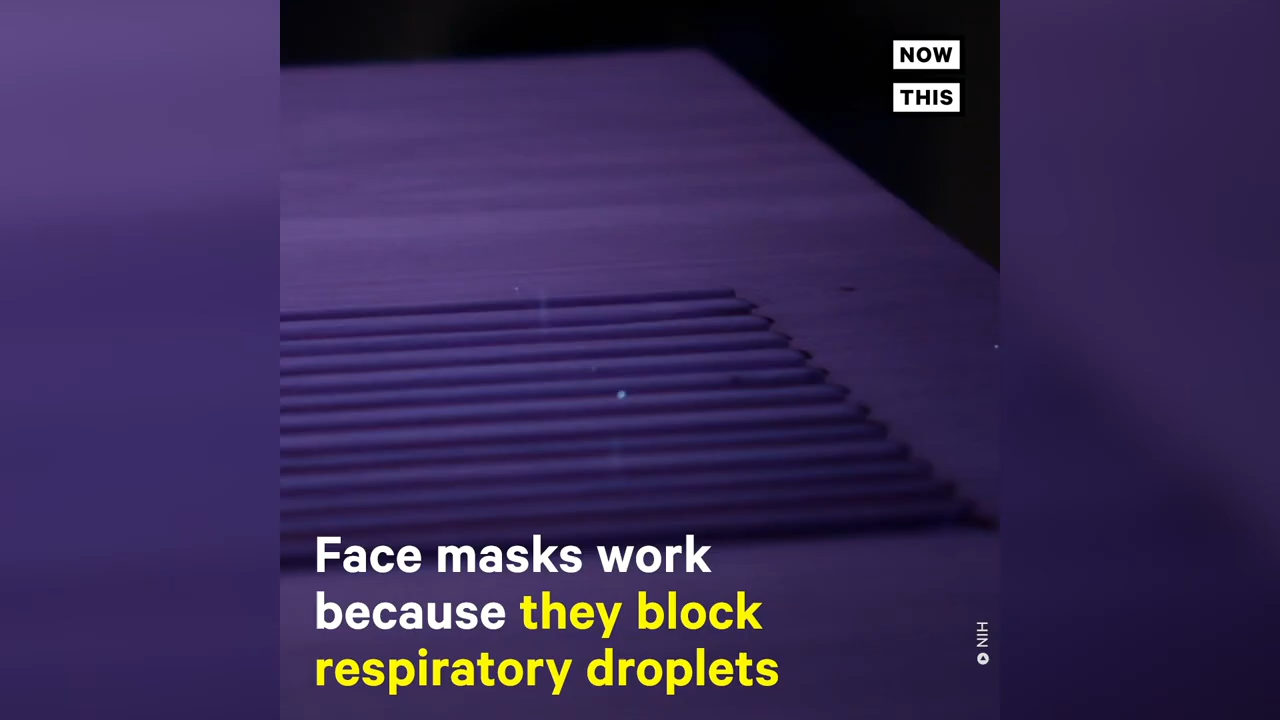 NOW
THIS
Face masks work
because they block
respiratory droplets
NIH